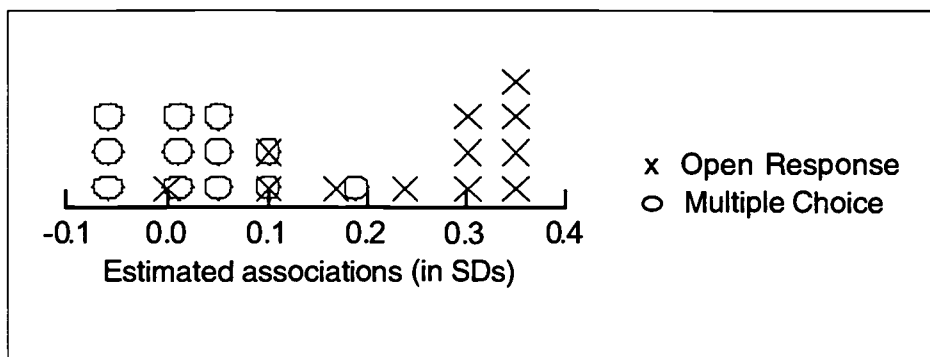 x Open Response
o Multiple Choice
-0.1 0.0 0.1 0.2 0.3 0.4
Estimated associations (in SDs)